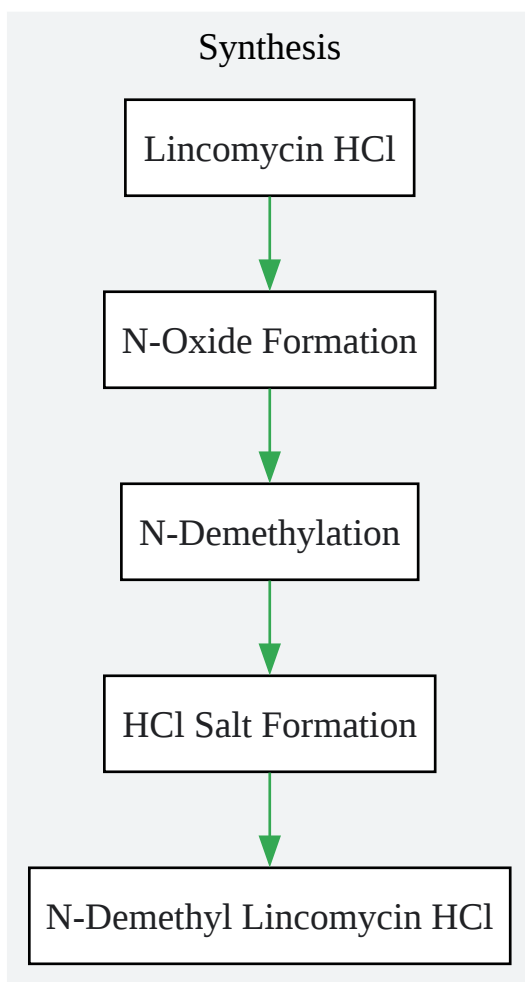 Synthesis
Lincomycin HCl
N-Oxide Formation
N-Demethylation
HCl Salt Formation
N-Demethyl Lincomycin HCl